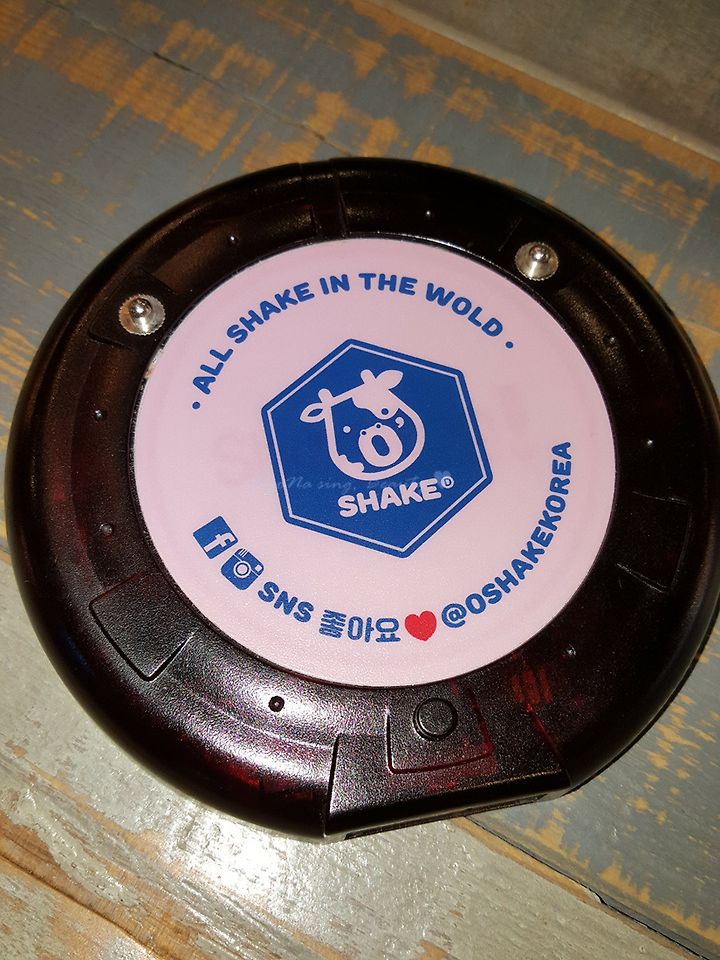 • ALL SHAKE IN THE WOLD •
SHAKE
SNS 좋아요 @OSHAKEKOREA